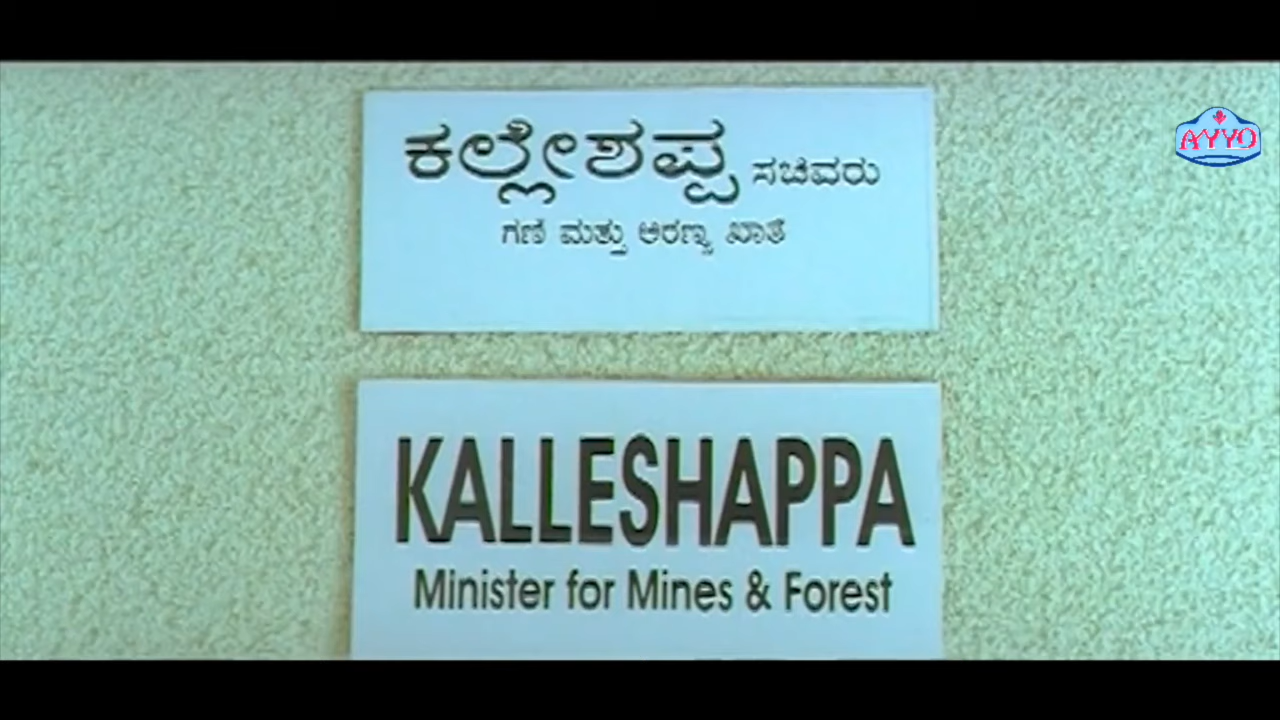 ಕಲ್ಲೇಶಪ್ಪ ಸಚಿವರು
ಗಣಿ ಮತ್ತು ಅರಣ್ಯ ಖಾತೆ
AYYO
KALLESHAPPA
Minister for Mines & Forest